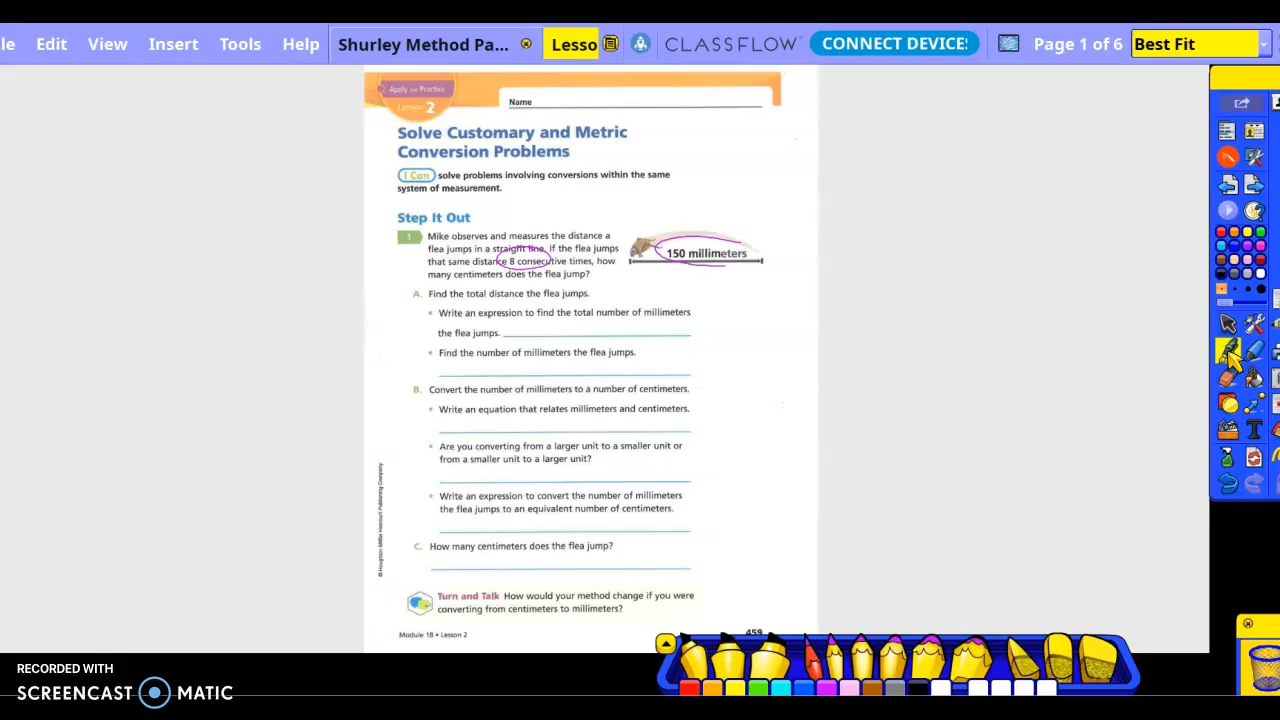 le Edit View Insert Tools Help Shurley Method Pa... Lesso CLASSFLOW CONNECT DEVICES Page 1 of 6 Best Fit
Apply and Practice
Lesson 2
Name
Solve Customary and Metric
Conversion Problems
I Can solve problems involving conversions within the same
system of measurement.
Step It Out
1 Mike observes and measures the distance a
flea jumps in a straight line. If the flea jumps
that same distance 8 consecutive times, how
many centimeters does the flea jump?
150 millimeters
A. Find the total distance the flea jumps.
• Write an expression to find the total number of millimeters
the flea jumps.
• Find the number of millimeters the flea jumps.
B. Convert the number of millimeters to a number of centimeters.
• Write an equation that relates millimeters and centimeters.
• Are you converting from a larger unit to a smaller unit or
from a smaller unit to a larger unit?
• Write an expression to convert the number of millimeters
the flea jumps to an equivalent number of centimeters.
C. How many centimeters does the flea jump?
Turn and Talk How would your method change if you were
converting from centimeters to millimeters?
© Houghton Mifflin Harcourt Publishing Company
Module 18 • Lesson 2
459
RECORDED WITH
SCREENCAST MATIC